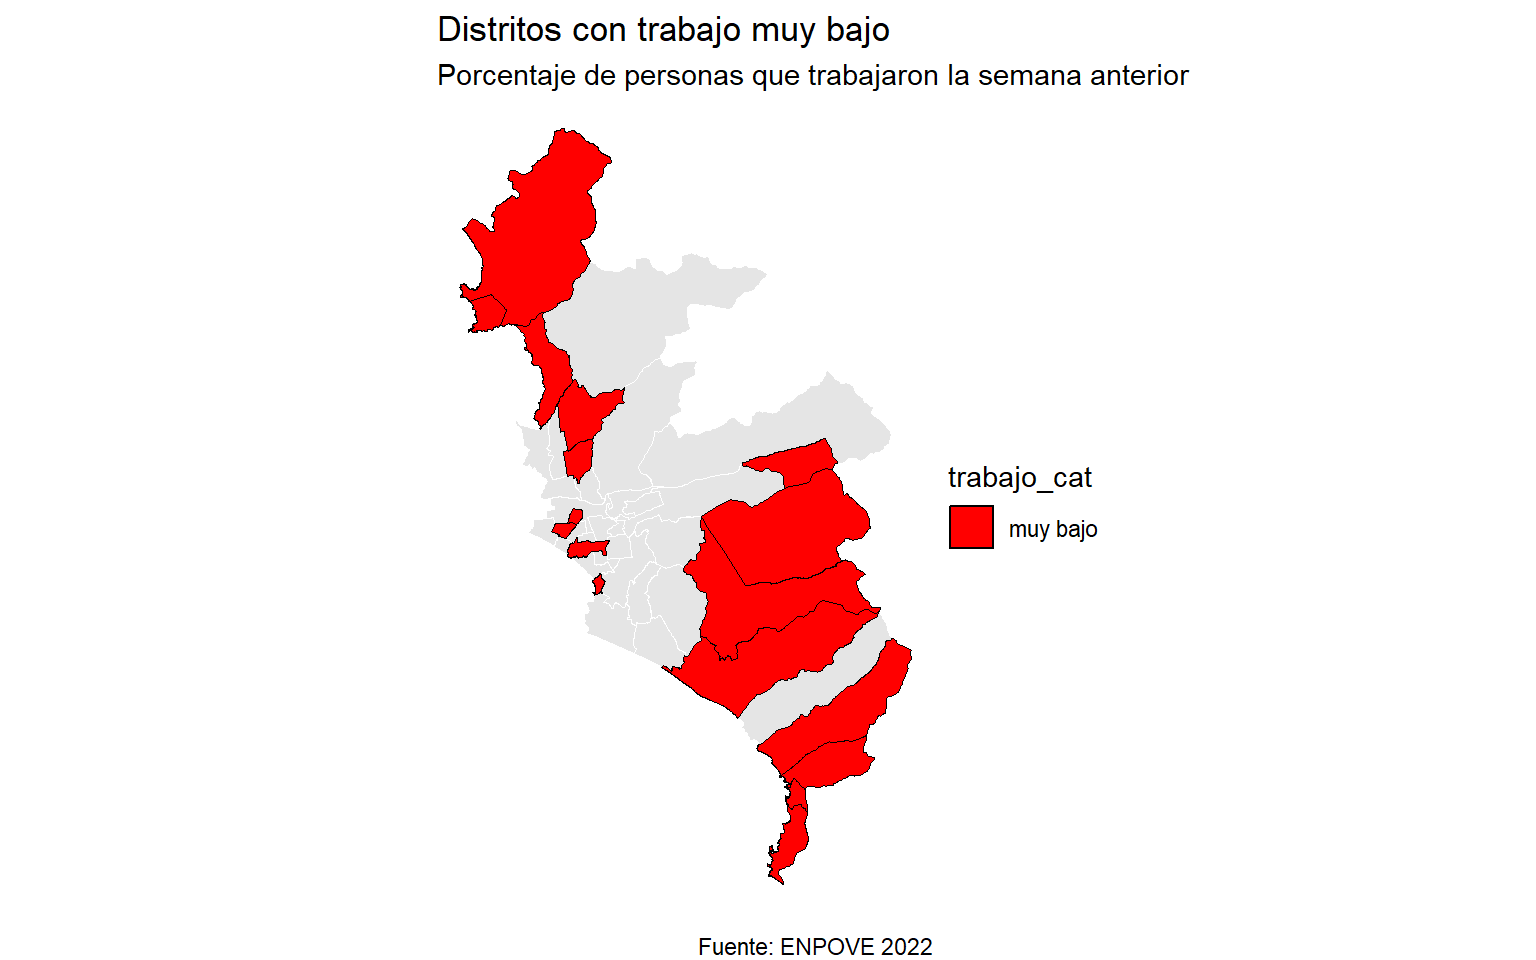 Distritos con trabajo muy bajo
Porcentaje de personas que trabajaron la semana anterior
trabajo_cat
muy bajo
Fuente: ENPOVE 2022